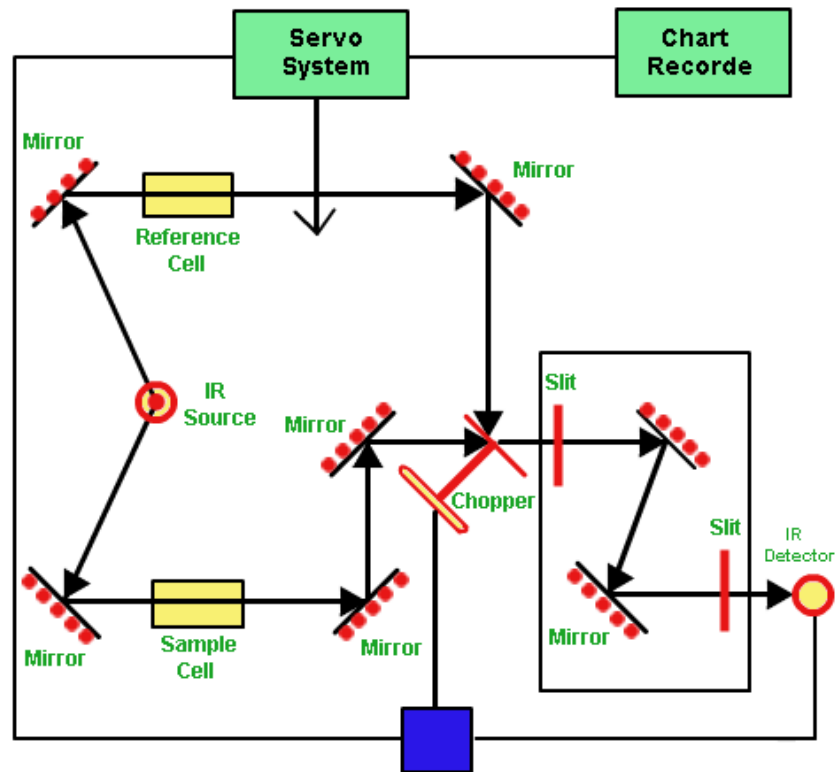 Servo
System
Chart
Recorde
Mirror
Mirror
Reference
Cell
IR
Source
Mirror
Slit
Chopper
Slit
IR
Detector
Mirror
Sample
Cell
Mirror
Mirror